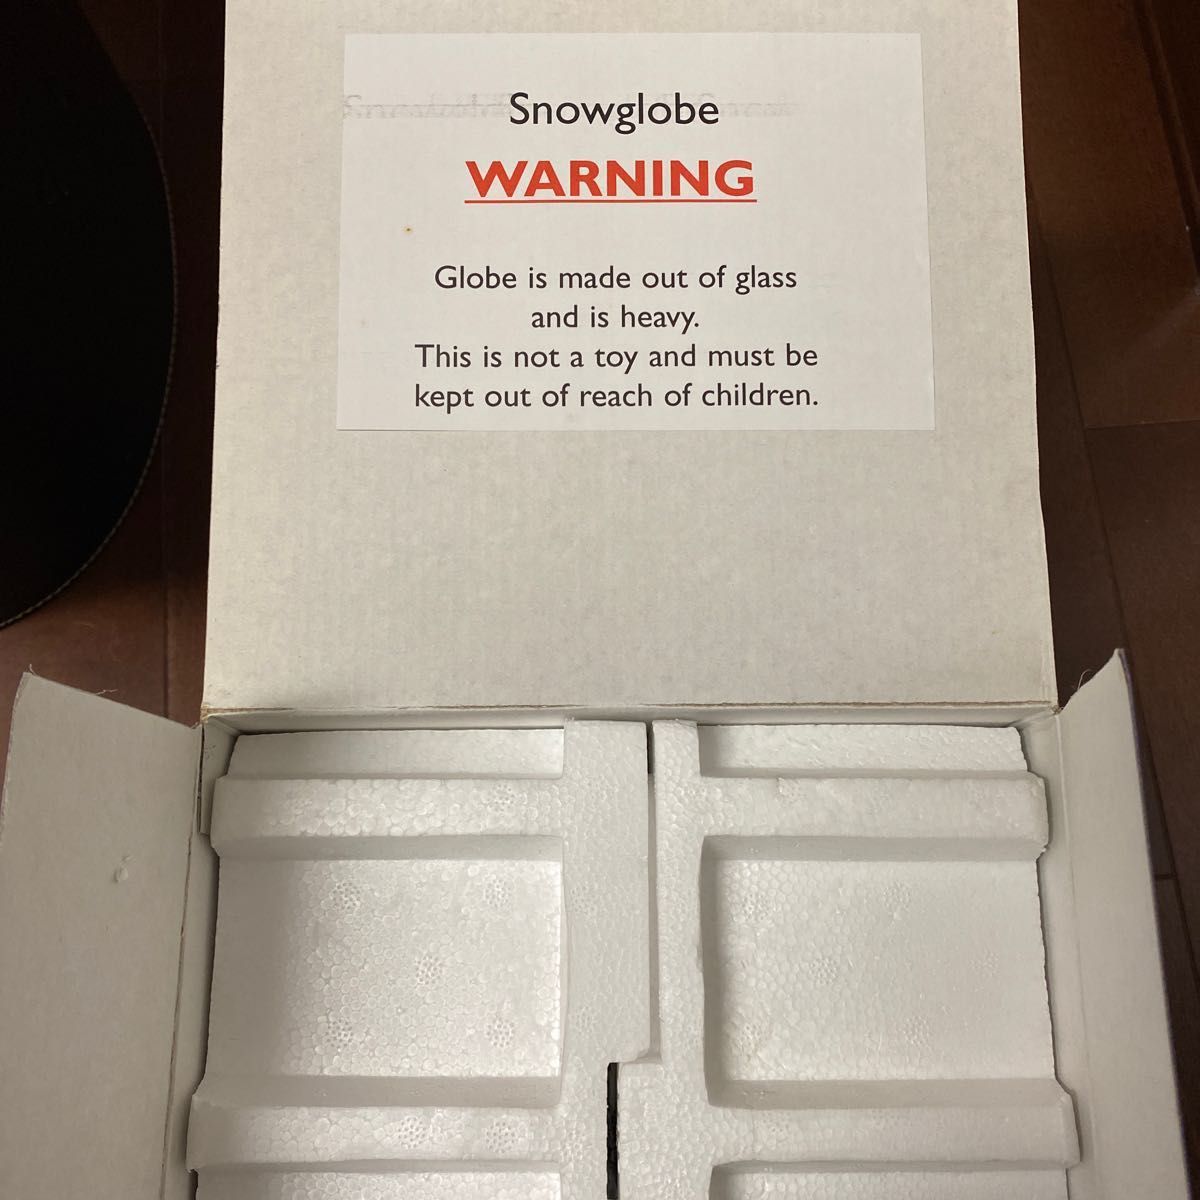 Snowglobe
WARNING
Globe is made out of glass
and is heavy.
This is not a toy and must be
kept out of reach of children.